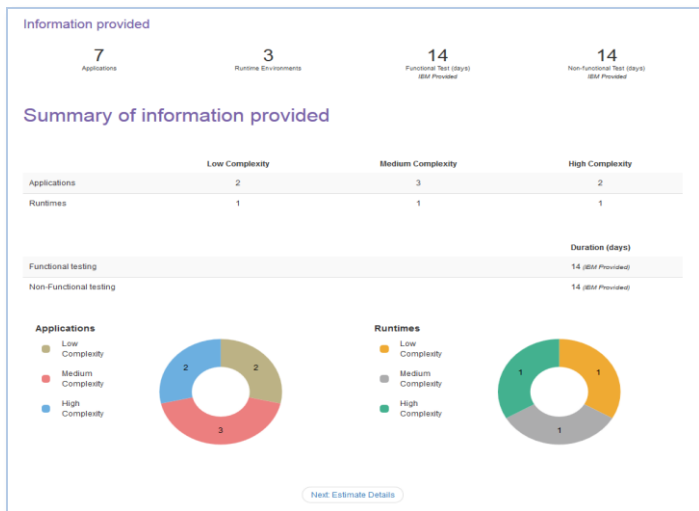 Information provided
7 3 14 14
Applications Runtime Environments Functional Test (days) Non-functional Test (days)
IBM Provided IBM Provided
Summary of information provided
Low Complexity Medium Complexity High Complexity
Applications 2 3 2
Runtimes 1 1 1
Duration (days)
Functional testing 14 (IBM Provided)
Non-Functional testing 14 (IBM Provided)
Applications
Low
Complexity
Medium
Complexity
High
Complexity
2 2
3
Runtimes
Low
Complexity
Medium
Complexity
High
Complexity
1 1
1
Next Estimate Details